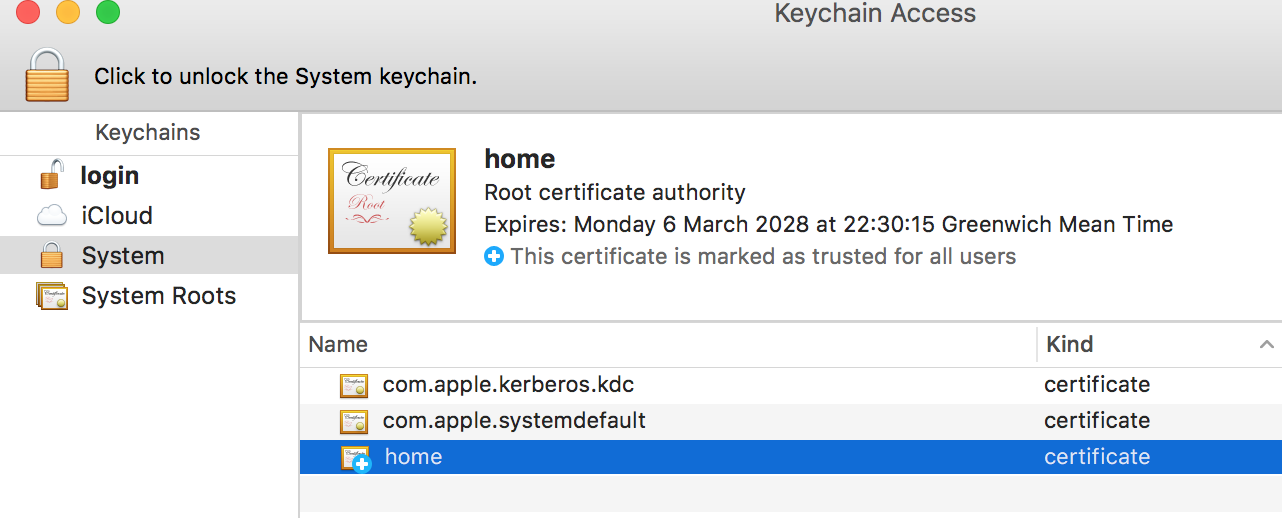 Keychain Access
Click to unlock the System keychain.
Keychains
login
iCloud
System
System Roots
Certificate
Root
home
Root certificate authority
Expires: Monday 6 March 2028 at 22:30:15 Greenwich Mean Time
This certificate is marked as trusted for all users
Name Kind
com.apple.kerberos.kdc certificate
com.apple.systemdefault certificate
home certificate